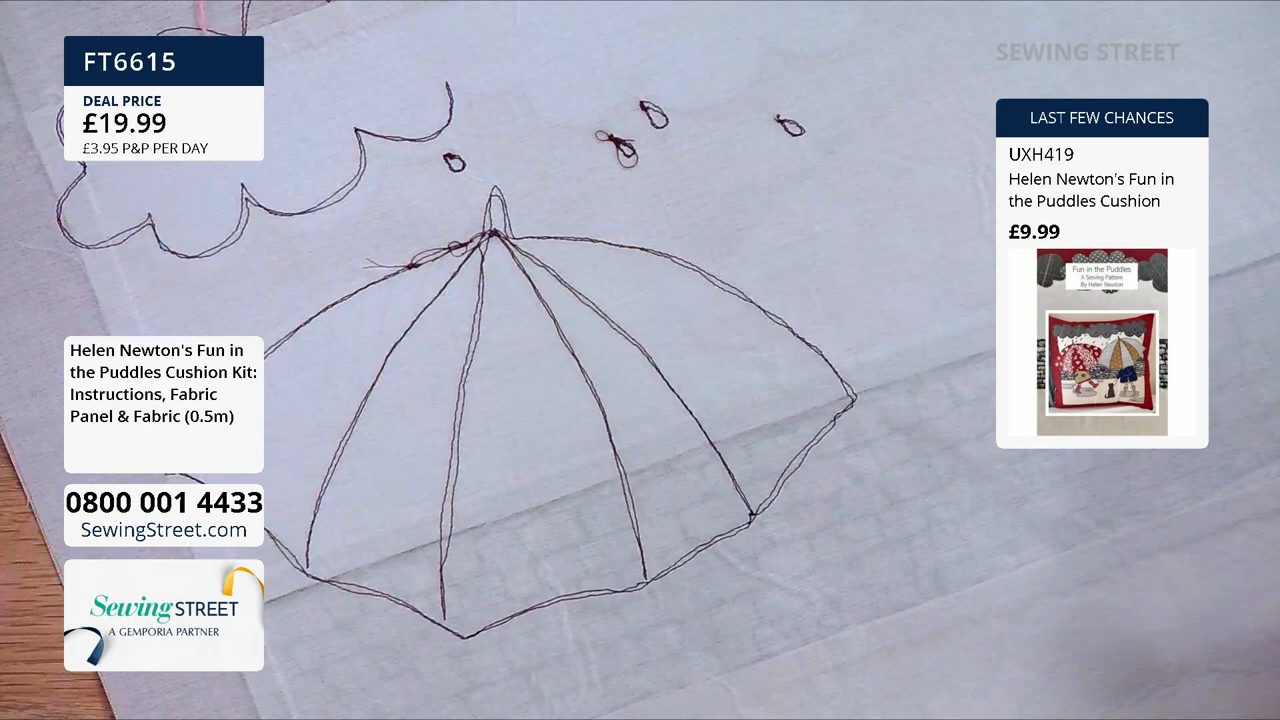 FT6615
DEAL PRICE
£19.99
£3.95 P&P PER DAY
Helen Newton's Fun in
the Puddles Cushion Kit:
Instructions, Fabric
Panel & Fabric (0.5m)
0800 001 4433
SewingStreet.com
Sewing STREET
A GEMPORIA PARTNER
SEWING STREET
LAST FEW CHANCES
UXH419
Helen Newton's Fun in
the Puddles Cushion
£9.99
Fun in the Puddles
A Sewing Pattern
By Helen Newton